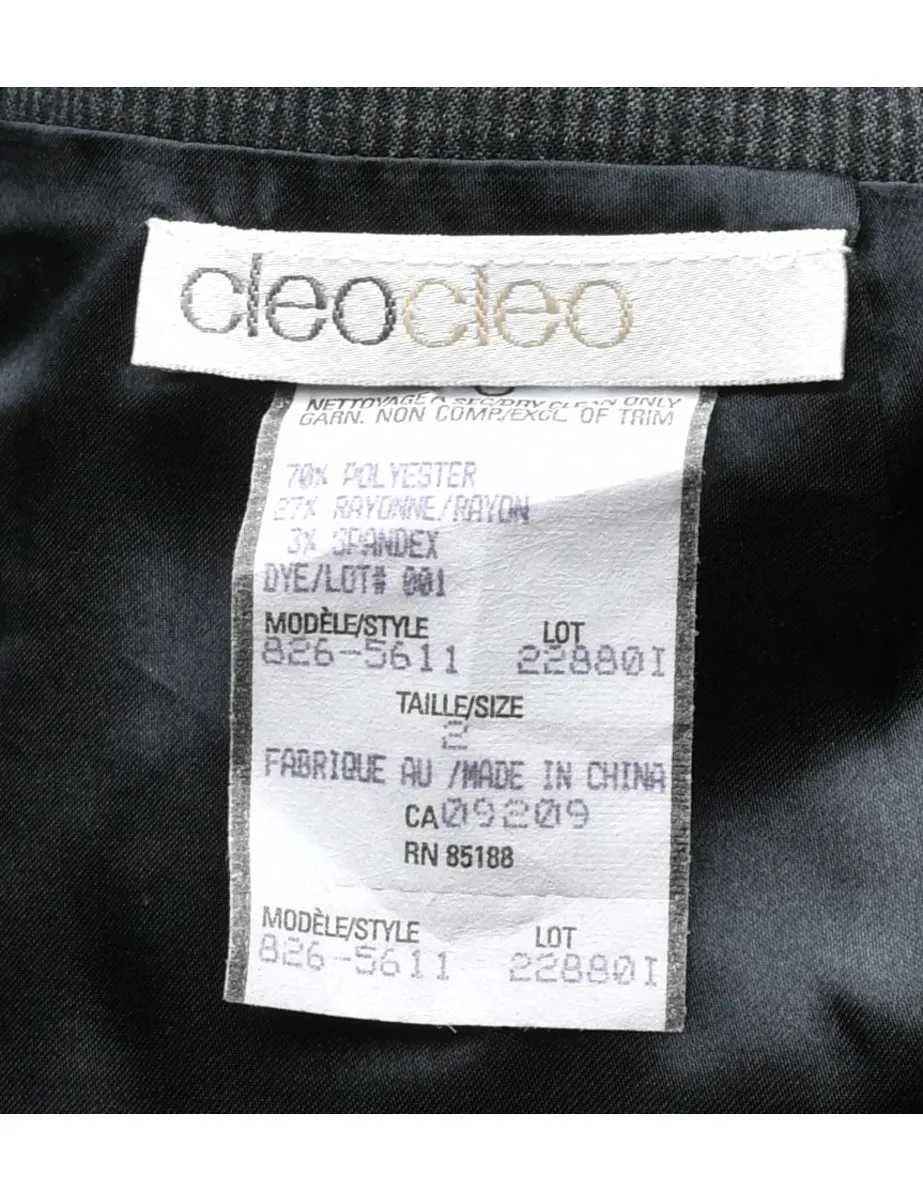 cleocleo
NETTOYAGE A SEC/DRY CLEAN ONLY
GARN. NON COMP/EXCL. OF TRIM
70% POLYESTER
27% RAYONNE/RAYON
3% SPANDEX
DYE/LOT# 001
MODÈLE/STYLE LOT
826-5611 22880I
TAILLE/SIZE
2
FABRIQUE AU /MADE IN CHINA
CA 09209
RN 85188
MODÈLE/STYLE LOT
826-5611 22880I